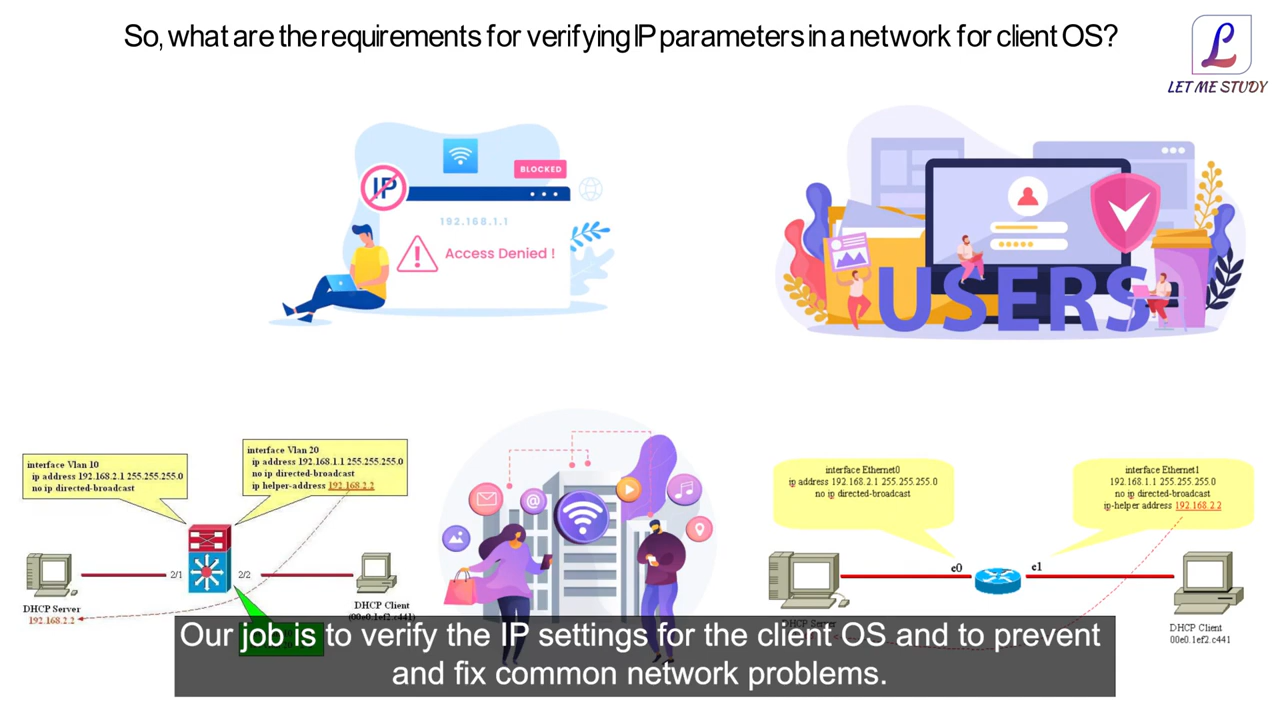 So, what are the requirements for verifying IP parameters in a network for client OS?
L
LET ME STUDY
BLOCKED
IP
192.168.1.1
Access Denied !
USERS
interface Vlan 10
ip address 192.168.2.1 255.255.255.0
no ip directed-broadcast
interface Vlan 20
ip address 192.168.1.1 255.255.255.0
no ip directed-broadcast
ip helper-address 192.168.2.2
2/1
2/2
DHCP Server
192.168.2.2
DHCP Client
(00e0.1ef2.c441)
@
interface Ethernet0
ip address 192.168.2.1 255.255.255.0
no ip directed-broadcast
interface Ethernet1
192.168.1.1 255.255.255.0
no ip directed-broadcast
ip-helper address 192.168.2.2
e0
e1
DHCP Server
DHCP Client
00e0.1ef2.c441
Our job is to verify the IP settings for the client OS and to prevent
and fix common network problems.